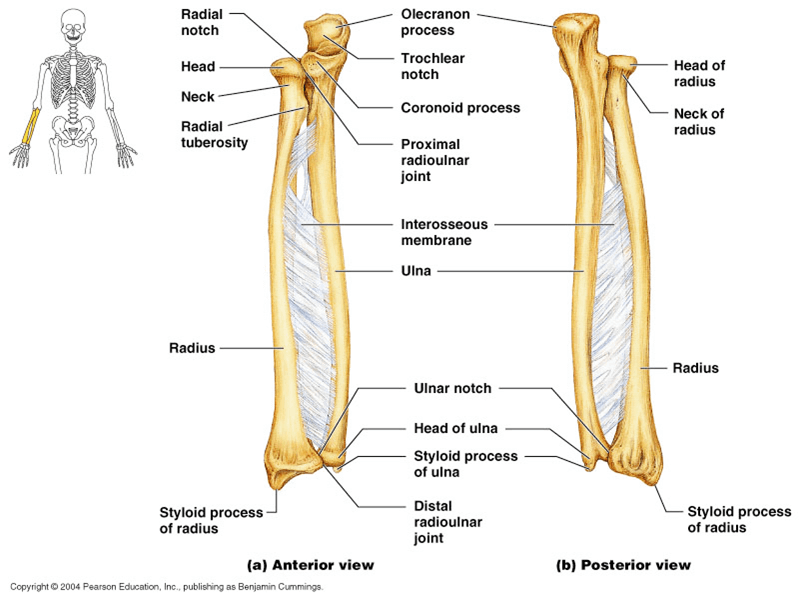 Radial
notch
Head
Neck
Radial
tuberosity
Radius
Styloid process
of radius
Olecranon
process
Trochlear
notch
Coronoid process
Proximal
radioulnar
joint
Interosseous
membrane
Ulna
Ulnar notch
Head of ulna
Styloid process
of ulna
Distal
radioulnar
joint
Head of
radius
Neck of
radius
Radius
Styloid process
of radius
(a) Anterior view
(b) Posterior view
Copyright © 2004 Pearson Education, Inc., publishing as Benjamin Cummings.